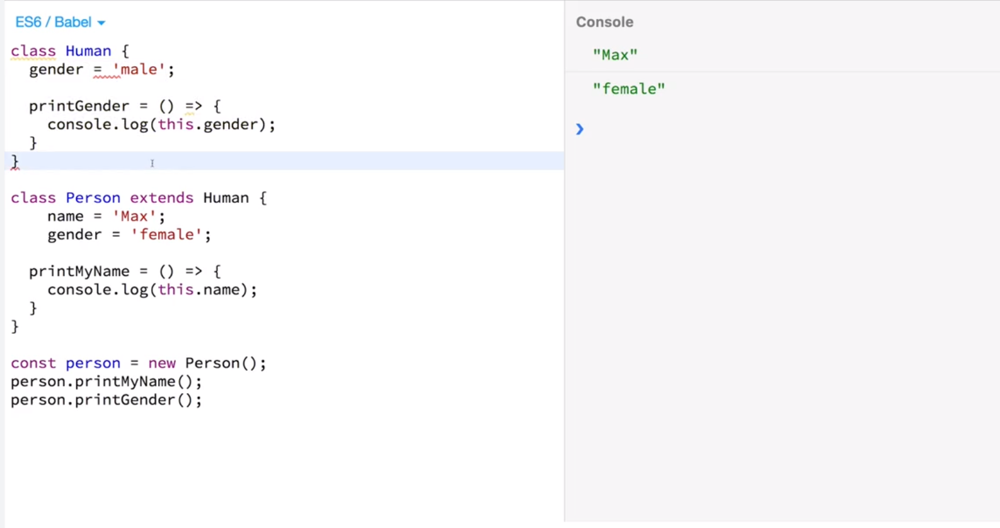 ES6 / Babel
class Human {
  gender = 'male';
  printGender = () => {
    console.log(this.gender);
  }
}
class Person extends Human {
    name = 'Max';
    gender = 'female';
  printMyName = () => {
    console.log(this.name);
  }
}
const person = new Person();
person.printMyName();
person.printGender();
Console
"Max"
"female"